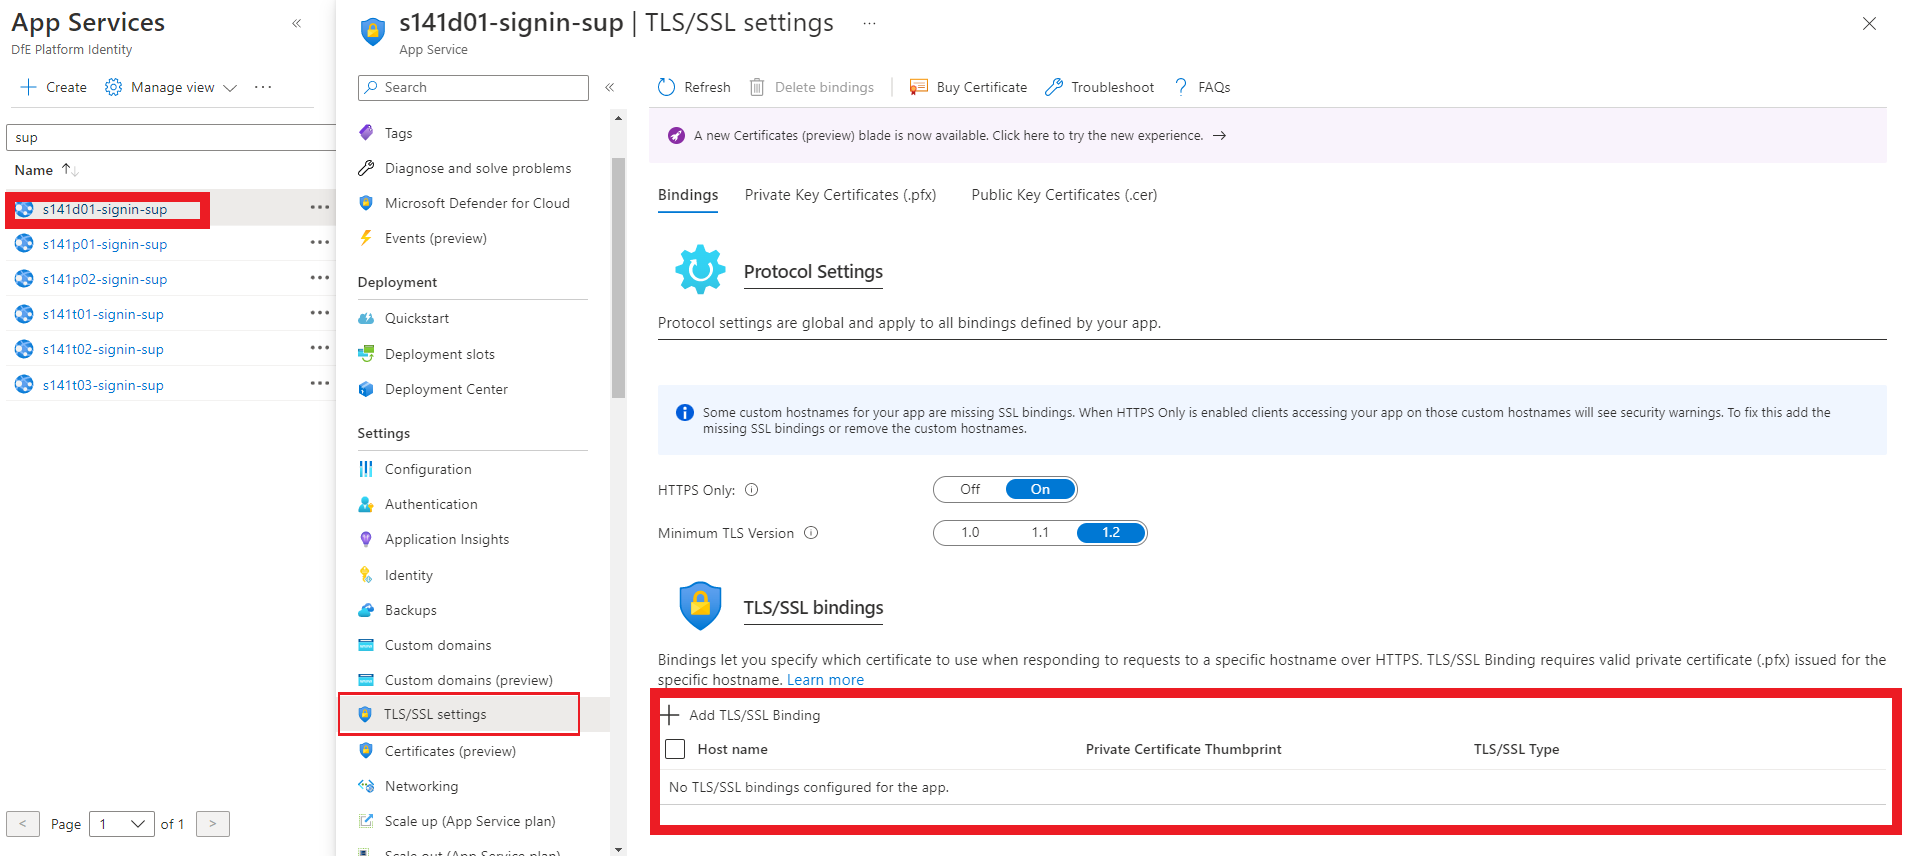 App Services
«
DfE Platform Identity
Create
Manage view
...
sup
Name
s141d01-signin-sup
s141p01-signin-sup
s141p02-signin-sup
s141t01-signin-sup
s141t02-signin-sup
s141t03-signin-sup
<
Page
1
of 1
>
s141d01-signin-sup | TLS/SSL settings
...
App Service
Search
«
Tags
Diagnose and solve problems
Microsoft Defender for Cloud
Events (preview)
Deployment
Quickstart
Deployment slots
Deployment Center
Settings
Configuration
Authentication
Application Insights
Identity
Backups
Custom domains
Custom domains (preview)
TLS/SSL settings
Certificates (preview)
Networking
Scale up (App Service plan)
Scale out (App Service plan)
Refresh
Delete bindings
Buy Certificate
Troubleshoot
? FAQs
A new Certificates (preview) blade is now available. Click here to try the new experience. →
Bindings
Private Key Certificates (.pfx)
Public Key Certificates (.cer)
Protocol Settings
Protocol settings are global and apply to all bindings defined by your app.
Some custom hostnames for your app are missing SSL bindings. When HTTPS Only is enabled clients accessing your app on those custom hostnames will see security warnings. To fix this add the
missing SSL bindings or remove the custom hostnames.
HTTPS Only:
Off
On
Minimum TLS Version
1.0
1.1
1.2
TLS/SSL bindings
Bindings let you specify which certificate to use when responding to requests to a specific hostname over HTTPS. TLS/SSL Binding requires valid private certificate (.pfx) issued for the
specific hostname. Learn more
Add TLS/SSL Binding
Host name
Private Certificate Thumbprint
TLS/SSL Type
No TLS/SSL bindings configured for the app.